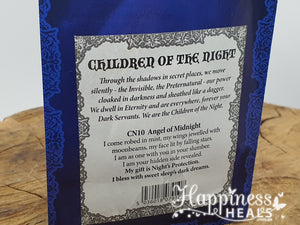 CHILDREN OF THE NIGHT
Through the shadows in secret places, we move
silently - the Invisible, the Preternatural - our power
cloaked in darkness and sheathed like a dagger.
We dwell in Eternity and are everywhere, forever your
Dark Servants. We are the Children of the Night.
CN10 Angel of Midnight
I come robed in mist, my wings jewelled with
moonbeams, my face lit by falling stars.
I am as one with you in slumber.
I am your hidden side revealed.
My gift is Night's Protection.
I bless with sweet sleep's dark dreams.
Happiness
HEALS